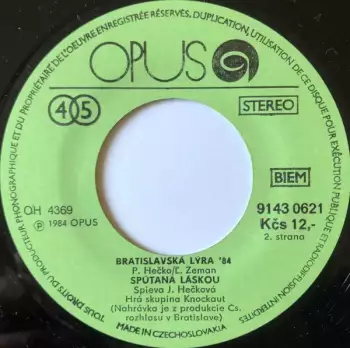 TOUS DROITS DU PRODUCTEUR PHONOGRAPHIQUE ET DU PROPRIÉTAIRE DE L'OEUVRE ENREGISTRÉE RÉSERVÉS, DUPLICATION, UTILISATION DE CE DISQUE POUR EXÉCUTION PUBLIQUE ET RADIODIFFUSION INTERDITES
OPUS
45
STEREO
BIEM
OH 4369
℗ 1984 OPUS
9143 0621
Kčs 12,-
2. strana
BRATISLAVSKÁ LÝRA '84
P. Hečko/Ľ. Zeman
SPÚTANÁ LÁSKOU
Spieva J. Hečková
Hrá skupina Knockaut
(Nahrávka je z produkcie Čs.
rozhlasu v Bratislave)
MADE IN CZECHOSLOVAKIA